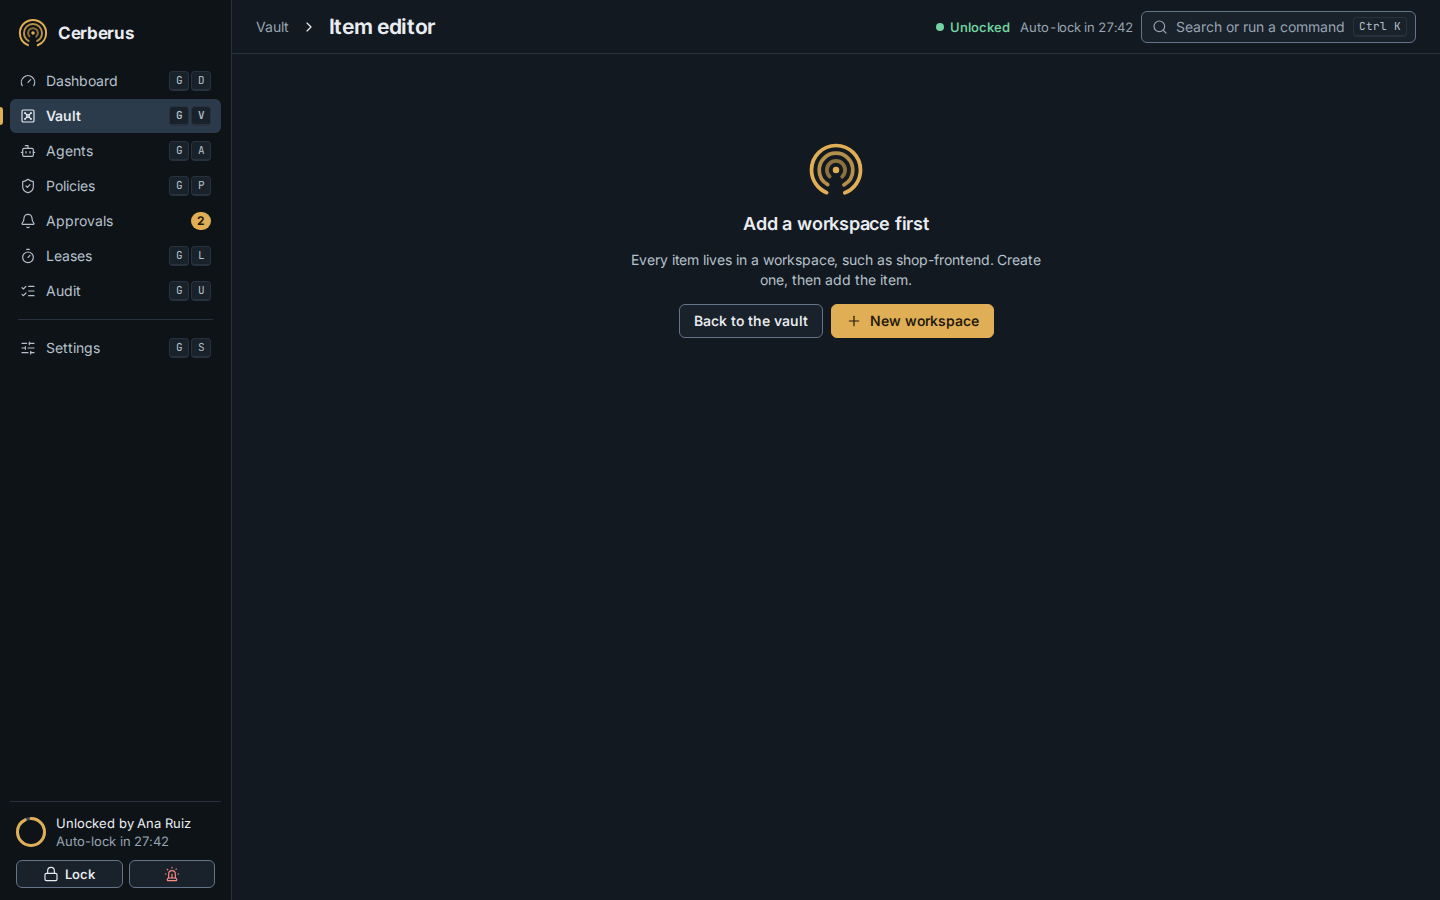 Cerberus
Dashboard G D
Vault G V
Agents G A
Policies G P
Approvals 2
Leases G L
Audit G U
Settings G S
Unlocked by Ana Ruiz
Auto-lock in 27:42
Lock
Vault Item editor
Unlocked Auto-lock in 27:42 Search or run a command Ctrl K
Add a workspace first
Every item lives in a workspace, such as shop-frontend. Create
one, then add the item.
Back to the vault New workspace